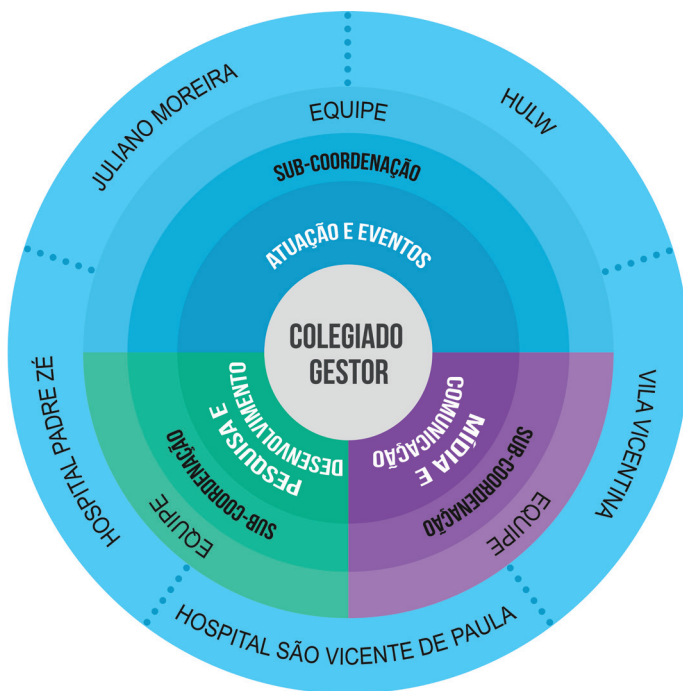 JULIANO MOREIRA
HULW
EQUIPE
SUB-COORDENAÇÃO
ATUAÇÃO E EVENTOS
COLEGIADO
GESTOR
HOSPITAL PADRE ZÉ
PESQUISA E
DESENVOLVIMENTO
SUB-COORDENAÇÃO
EQUIPE
MÍDIA E
COMUNICAÇÃO
SUB-COORDENAÇÃO
EQUIPE
VILA VICENTINA
HOSPITAL SÃO VICENTE DE PAULA